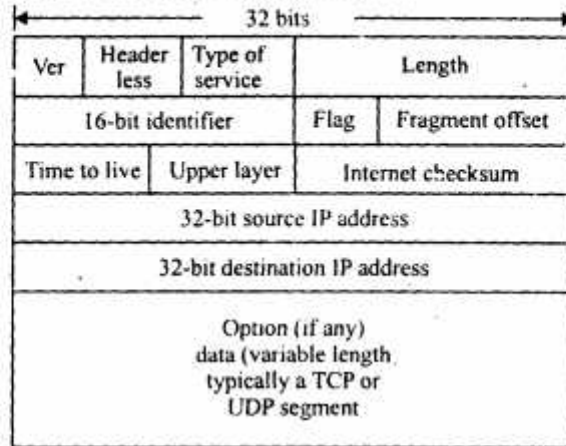 32 bits
Ver Header less Type of service Length
16-bit identifier Flag Fragment offset
Time to live Upper layer Internet checksum
32-bit source IP address
32-bit destination IP address
Option (if any)
data (variable length
typically a TCP or
UDP segment